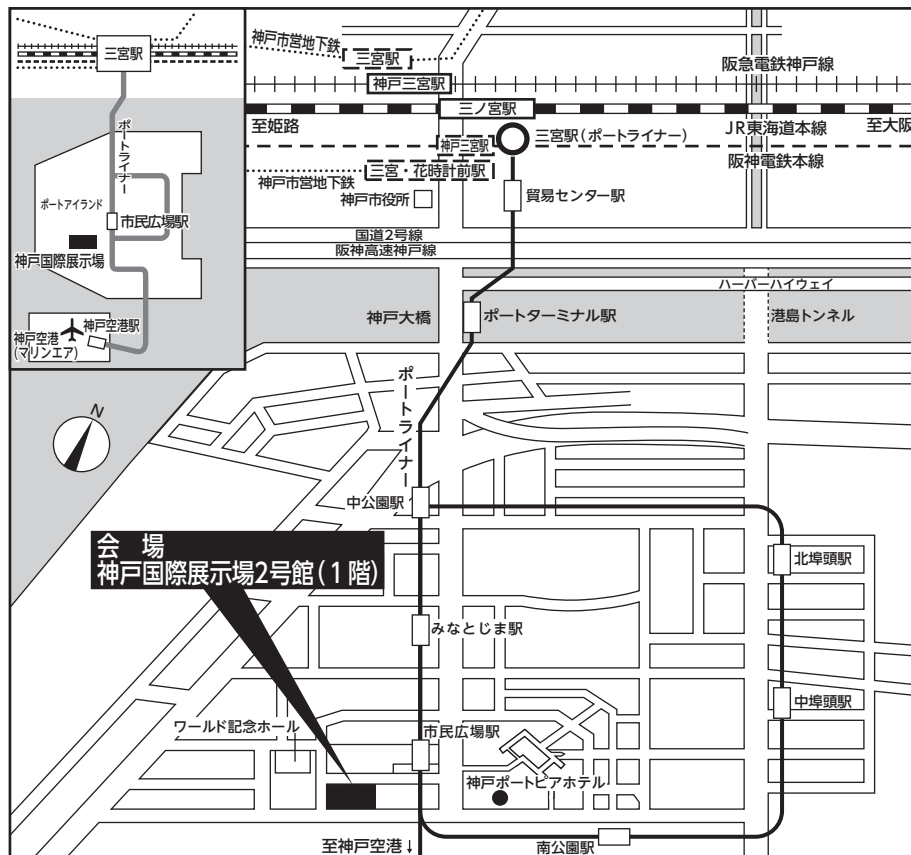 三宮駅
ポートライナー
ポートアイランド
市民広場駅
神戸国際展示場
神戸空港駅
神戸空港
(マリンエア)
神戸市営地下鉄
三宮駅
阪急電鉄神戸線
神戸三宮駅
三ノ宮駅
至姫路
JR東海道本線
至大阪
神戸三宮駅
三宮駅(ポートライナー)
阪神電鉄本線
三宮・花時計前駅
神戸市営地下鉄
神戸市役所
貿易センター駅
国道2号線
阪神高速神戸線
ハーバーハイウェイ
神戸大橋
ポートターミナル駅
港島トンネル
ポートライナー
N
中公園駅
会 場
神戸国際展示場2号館(1階)
北埠頭駅
みなとじま駅
中埠頭駅
ワールド記念ホール
市民広場駅
神戸ポートピアホテル
至神戸空港↓
南公園駅